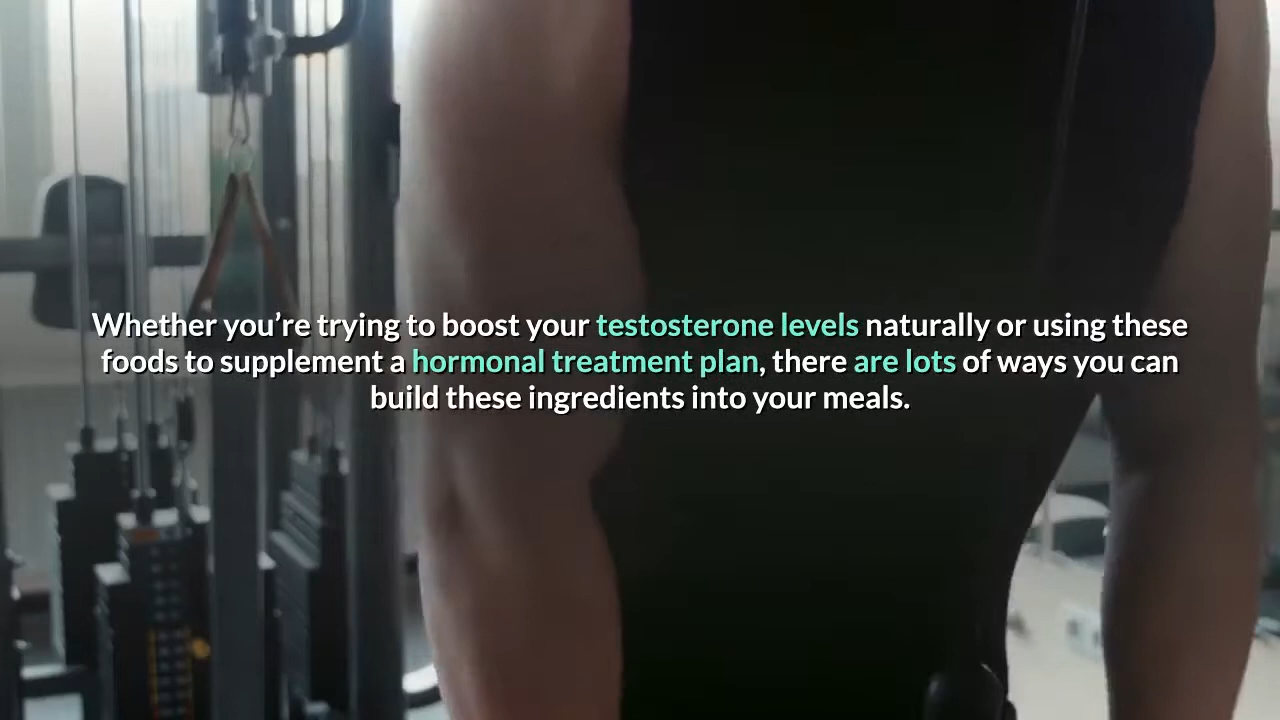 Whether you’re trying to boost your testosterone levels naturally or using these
foods to supplement a hormonal treatment plan, there are lots of ways you can
build these ingredients into your meals.